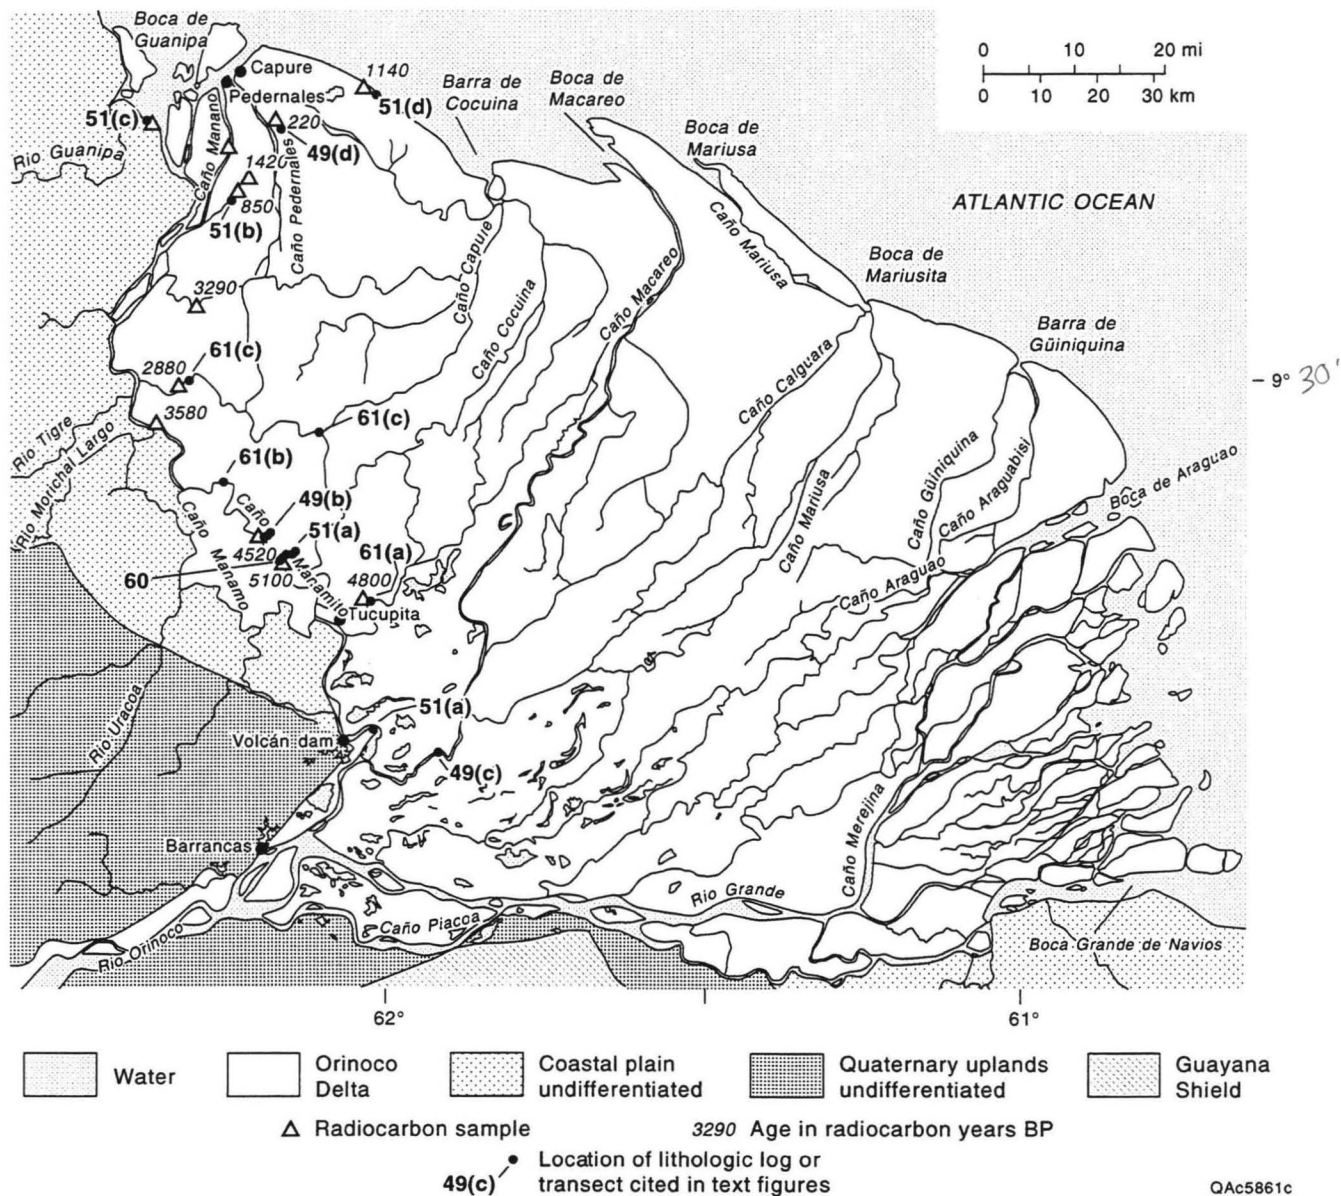 Boca de
Guanipa
Capure
Pedernales
1140
51(d)
Barra de
Cocuina
Boca de
Macareo
Boca de
Mariusa
0 10 20 mi
0 10 20 30 km
51(c)
Rio Guanipa
Caño Manano
220
49(d)
1420
850
51(b)
Caño Pedernales
ATLANTIC OCEAN
Caño Mariusa
Boca de
Mariusita
Caño Capure
Caño Cocuina
Caño Macareo
3290
Barra de
Güiniquina
61(c)
2880
3580
9° 30'
Caño Calguara
61(c)
Rio Tigre
Rio Morichal Largo
61(b)
Caño Manamo
Caño Manamito
49(b)
51(a)
4520
60
5100
61(a)
4800
Tucupita
C
Caño Mariusa
Caño Güiniquina
Caño Araguabisi
Boca de Araguao
Caño Araguao
Rio Uracoa
51(a)
Volcán dam
49(c)
Barrancas
Caño Merejina
Rio Grande
Caño Piacoa
Rio Orinoco
Boca Grande de Navios
62°
61°
Water
Orinoco
Delta
Coastal plain
undifferentiated
Quaternary uplands
undifferentiated
Guayana
Shield
Radiocarbon sample
3290 Age in radiocarbon years BP
49(c) Location of lithologic log or
transect cited in text figures
QAc5861c